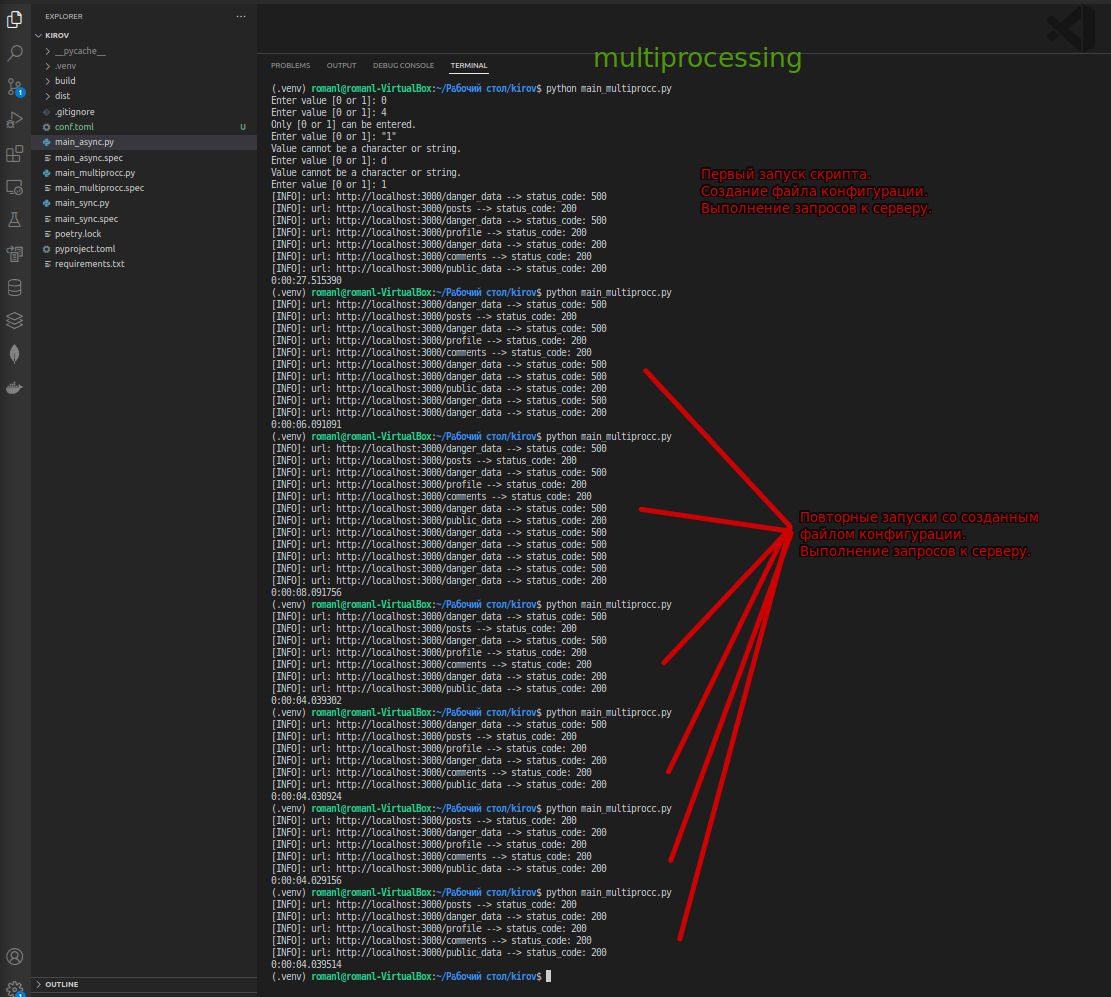 EXPLORER
...
KIROV
__pycache__
.venv
build
dist
.gitignore
conf.toml U
main_async.py
main_async.spec
main_multiprocc.py
main_multiprocc.spec
main_sync.py
main_sync.spec
poetry.lock
pyproject.toml
requirements.txt
OUTLINE
1
1
multiprocessing
PROBLEMS OUTPUT DEBUG CONSOLE TERMINAL
(.venv) romanl@romanl-VirtualBox:~/Рабочий стол/kirov$ python main_multiprocc.py
Enter value [0 or 1]: 0
Enter value [0 or 1]: 4
Only [0 or 1] can be entered.
Enter value [0 or 1]: "1"
Value cannot be a character or string.
Enter value [0 or 1]: d
Value cannot be a character or string.
Enter value [0 or 1]: 1
[INFO]: url: http://localhost:3000/danger_data --> status_code: 500
[INFO]: url: http://localhost:3000/posts --> status_code: 200
[INFO]: url: http://localhost:3000/danger_data --> status_code: 500
[INFO]: url: http://localhost:3000/profile --> status_code: 200
[INFO]: url: http://localhost:3000/danger_data --> status_code: 200
[INFO]: url: http://localhost:3000/comments --> status_code: 200
[INFO]: url: http://localhost:3000/public_data --> status_code: 200
0:00:27.515390
(.venv) romanl@romanl-VirtualBox:~/Рабочий стол/kirov$ python main_multiprocc.py
[INFO]: url: http://localhost:3000/danger_data --> status_code: 500
[INFO]: url: http://localhost:3000/posts --> status_code: 200
[INFO]: url: http://localhost:3000/danger_data --> status_code: 500
[INFO]: url: http://localhost:3000/profile --> status_code: 200
[INFO]: url: http://localhost:3000/comments --> status_code: 200
[INFO]: url: http://localhost:3000/danger_data --> status_code: 500
[INFO]: url: http://localhost:3000/danger_data --> status_code: 500
[INFO]: url: http://localhost:3000/public_data --> status_code: 200
[INFO]: url: http://localhost:3000/danger_data --> status_code: 500
[INFO]: url: http://localhost:3000/danger_data --> status_code: 200
0:00:06.091091
(.venv) romanl@romanl-VirtualBox:~/Рабочий стол/kirov$ python main_multiprocc.py
[INFO]: url: http://localhost:3000/danger_data --> status_code: 500
[INFO]: url: http://localhost:3000/posts --> status_code: 200
[INFO]: url: http://localhost:3000/danger_data --> status_code: 500
[INFO]: url: http://localhost:3000/profile --> status_code: 200
[INFO]: url: http://localhost:3000/comments --> status_code: 200
[INFO]: url: http://localhost:3000/danger_data --> status_code: 500
[INFO]: url: http://localhost:3000/public_data --> status_code: 200
[INFO]: url: http://localhost:3000/danger_data --> status_code: 500
[INFO]: url: http://localhost:3000/danger_data --> status_code: 500
[INFO]: url: http://localhost:3000/danger_data --> status_code: 500
[INFO]: url: http://localhost:3000/danger_data --> status_code: 500
[INFO]: url: http://localhost:3000/danger_data --> status_code: 200
0:00:08.091756
(.venv) romanl@romanl-VirtualBox:~/Рабочий стол/kirov$ python main_multiprocc.py
[INFO]: url: http://localhost:3000/danger_data --> status_code: 500
[INFO]: url: http://localhost:3000/posts --> status_code: 200
[INFO]: url: http://localhost:3000/danger_data --> status_code: 500
[INFO]: url: http://localhost:3000/profile --> status_code: 200
[INFO]: url: http://localhost:3000/comments --> status_code: 200
[INFO]: url: http://localhost:3000/danger_data --> status_code: 200
[INFO]: url: http://localhost:3000/public_data --> status_code: 200
0:00:04.039302
(.venv) romanl@romanl-VirtualBox:~/Рабочий стол/kirov$ python main_multiprocc.py
[INFO]: url: http://localhost:3000/danger_data --> status_code: 500
[INFO]: url: http://localhost:3000/posts --> status_code: 200
[INFO]: url: http://localhost:3000/profile --> status_code: 200
[INFO]: url: http://localhost:3000/danger_data --> status_code: 200
[INFO]: url: http://localhost:3000/comments --> status_code: 200
[INFO]: url: http://localhost:3000/public_data --> status_code: 200
0:00:04.030924
(.venv) romanl@romanl-VirtualBox:~/Рабочий стол/kirov$ python main_multiprocc.py
[INFO]: url: http://localhost:3000/posts --> status_code: 200
[INFO]: url: http://localhost:3000/danger_data --> status_code: 200
[INFO]: url: http://localhost:3000/profile --> status_code: 200
[INFO]: url: http://localhost:3000/comments --> status_code: 200
[INFO]: url: http://localhost:3000/public_data --> status_code: 200
0:00:04.029156
(.venv) romanl@romanl-VirtualBox:~/Рабочий стол/kirov$ python main_multiprocc.py
[INFO]: url: http://localhost:3000/posts --> status_code: 200
[INFO]: url: http://localhost:3000/danger_data --> status_code: 200
[INFO]: url: http://localhost:3000/profile --> status_code: 200
[INFO]: url: http://localhost:3000/comments --> status_code: 200
[INFO]: url: http://localhost:3000/public_data --> status_code: 200
0:00:04.039514
(.venv) romanl@romanl-VirtualBox:~/Рабочий стол/kirov$
Первый запуск скрипта.
Создание файла конфигурации.
Выполнение запросов к серверу.
Повторные запуски со созданным
файлом конфигурации.
Выполнение запросов к серверу.